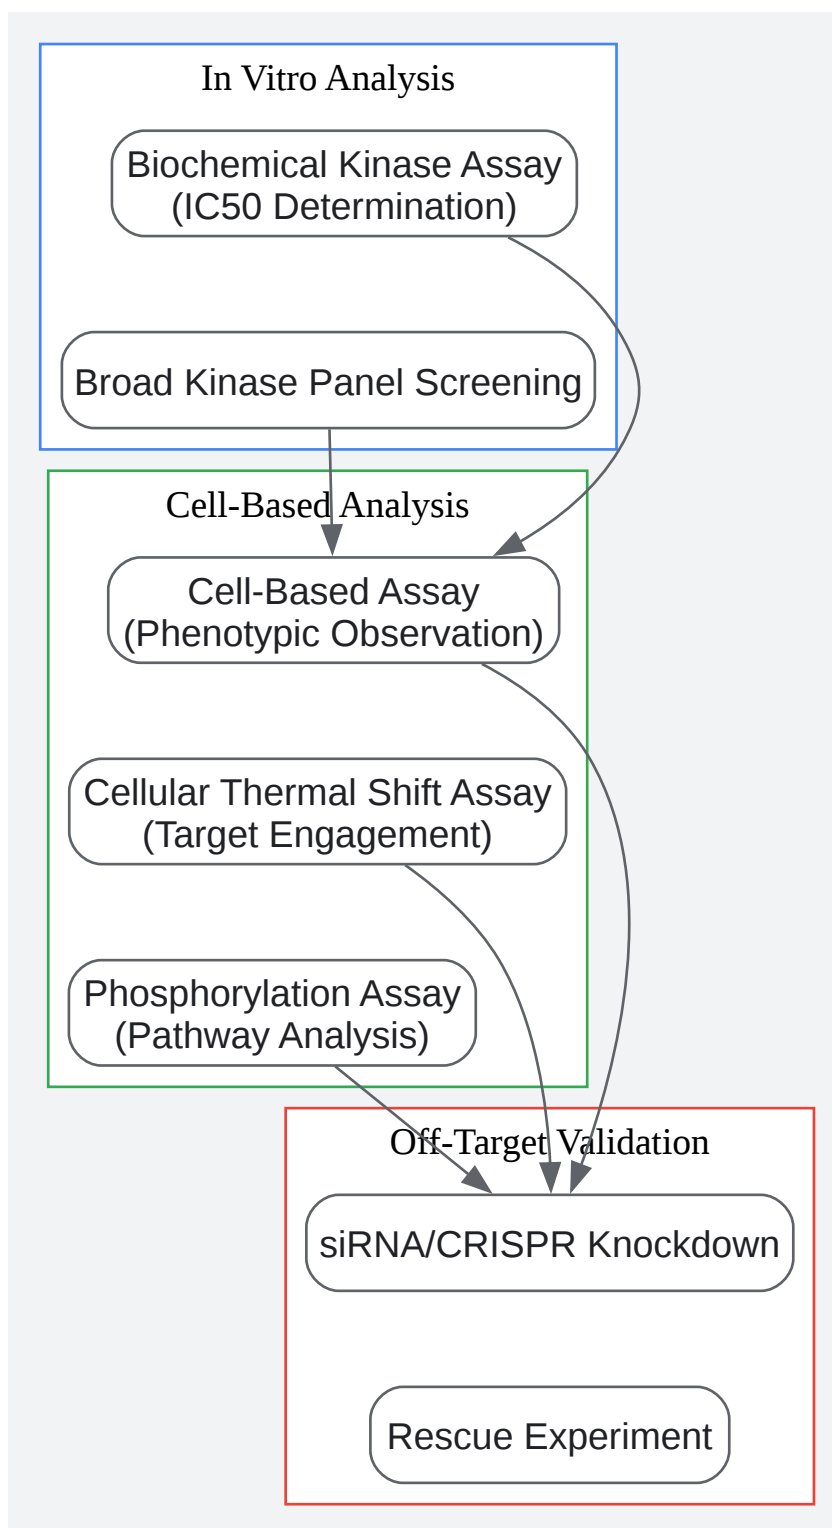 In Vitro Analysis
Biochemical Kinase Assay
(IC50 Determination)
Broad Kinase Panel Screening
Cell-Based Analysis
Cell-Based Assay
(Phenotypic Observation)
Cellular Thermal Shift Assay
(Target Engagement)
Phosphorylation Assay
(Pathway Analysis)
Off-Target Validation
siRNA/CRISPR Knockdown
Rescue Experiment